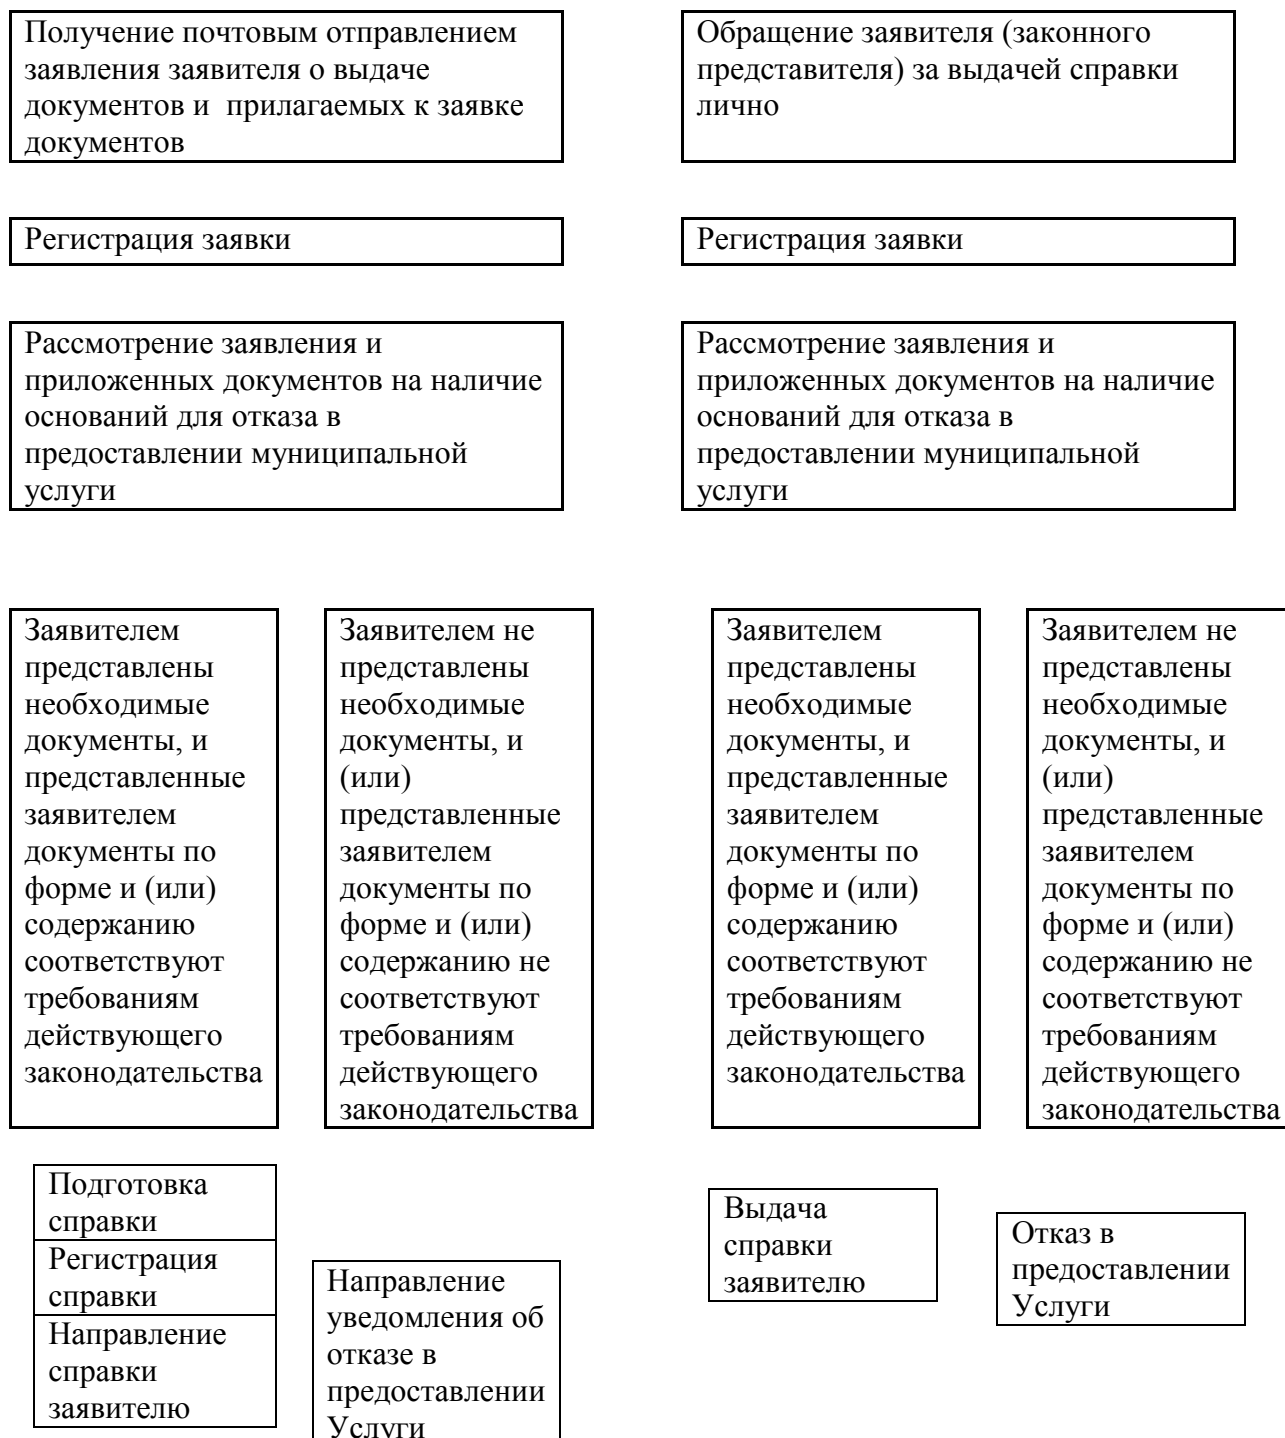 Получение почтовым отправлением
заявления заявителя о выдаче
документов и  прилагаемых к заявке
документов
Обращение заявителя (законного
представителя) за выдачей справки
лично
Регистрация заявки
Регистрация заявки
Рассмотрение заявления и
приложенных документов на наличие
оснований для отказа в
предоставлении муниципальной
услуги
Рассмотрение заявления и
приложенных документов на наличие
оснований для отказа в
предоставлении муниципальной
услуги
Заявителем
представлены
необходимые
документы, и
представленные
заявителем
документы по
форме и (или)
содержанию
соответствуют
требованиям
действующего
законодательства
Заявителем не
представлены
необходимые
документы, и
(или)
представленные
заявителем
документы по
форме и (или)
содержанию не
соответствуют
требованиям
действующего
законодательства
Заявителем
представлены
необходимые
документы, и
представленные
заявителем
документы по
форме и (или)
содержанию
соответствуют
требованиям
действующего
законодательства
Заявителем не
представлены
необходимые
документы, и
(или)
представленные
заявителем
документы по
форме и (или)
содержанию не
соответствуют
требованиям
действующего
законодательства
Подготовка
справки
Регистрация
справки
Направление
справки
заявителю
Направление
уведомления об
отказе в
предоставлении
Услуги
Выдача
справки
заявителю
Отказ в
предоставлении
Услуги